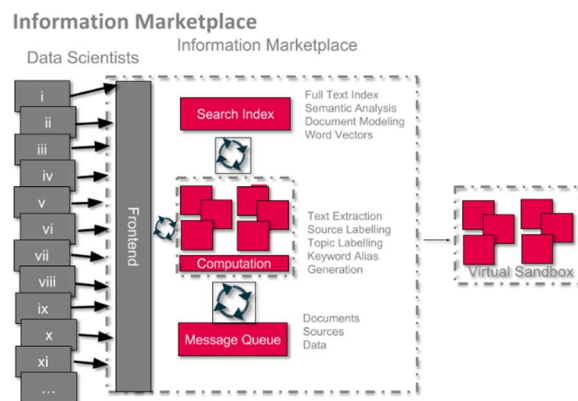 Information Marketplace
Information Marketplace
Data Scientists
i
ii
iii
iv
v
vi
vii
viii
ix
x
xi
...
Frontend
Search Index
Full Text Index
Semantic Analysis
Document Modeling
Word Vectors
Computation
Text Extraction
Source Labelling
Topic Labelling
Keyword Alias
Generation
Message Queue
Documents
Sources
Data
Virtual Sandbox